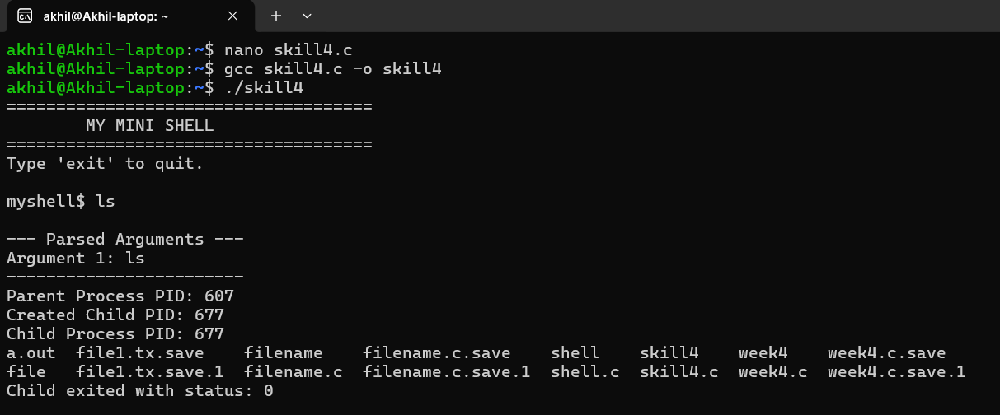 akhil@Akhil-laptop: ~
akhil@Akhil-laptop:~$ nano skill4.c
akhil@Akhil-laptop:~$ gcc skill4.c -o skill4
akhil@Akhil-laptop:~$ ./skill4
=====================================
        MY MINI SHELL
=====================================
Type 'exit' to quit.
myshell$ ls
--- Parsed Arguments ---
Argument 1: ls
------------------------
Parent Process PID: 607
Created Child PID: 677
Child Process PID: 677
a.out  file1.tx.save    filename    filename.c.save    shell    skill4    week4    week4.c.save
file   file1.tx.save.1  filename.c  filename.c.save.1  shell.c  skill4.c  week4.c  week4.c.save.1
Child exited with status: 0